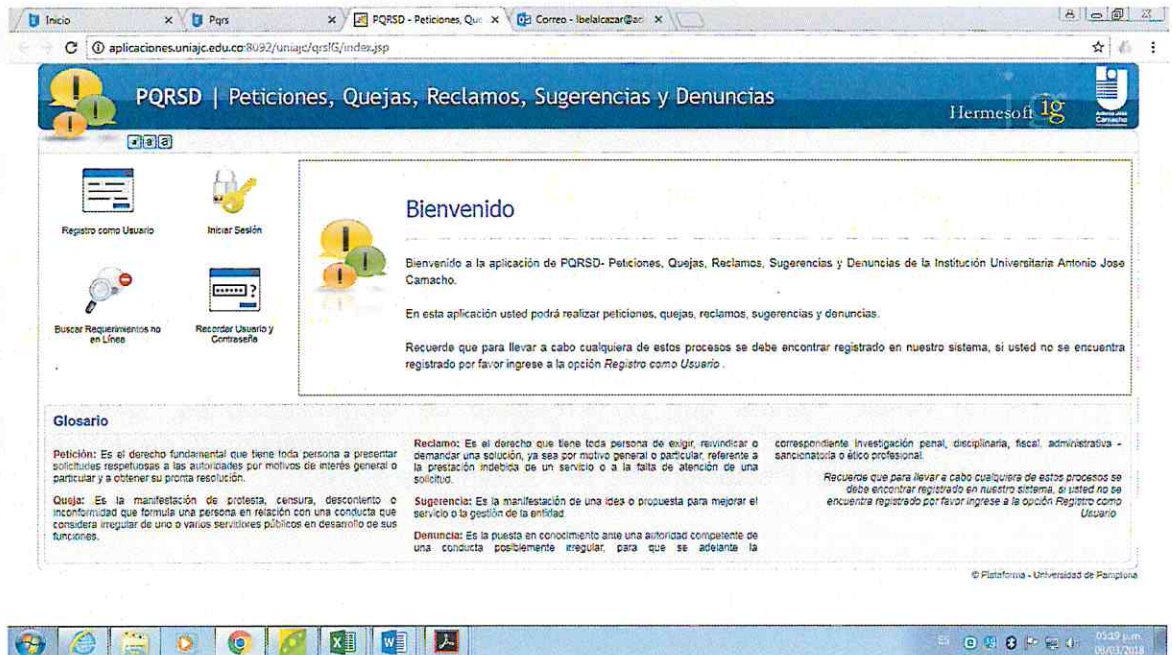 Inicio
Pqrs
PQRSD - Peticiones, Que
Correo - lbelalcazar@ac
aplicaciones.uniajc.edu.co:8092/uniajc/qrsIG/index.jsp
PQRSD | Peticiones, Quejas, Reclamos, Sugerencias y Denuncias
Hermesoft ig
Antonio José
Camacho
a a a
Registro como Usuario
Iniciar Sesión
Buscar Requerimientos no
en Línea
Recordar Usuario y
Contraseña
Bienvenido
Bienvenido a la aplicación de PQRSD- Peticiones, Quejas, Reclamos, Sugerencias y Denuncias de la Institución Universitaria Antonio Jose
Camacho.
En esta aplicación usted podrá realizar peticiones, quejas, reclamos, sugerencias y denuncias.
Recuerde que para llevar a cabo cualquiera de estos procesos se debe encontrar registrado en nuestro sistema, si usted no se encuentra
registrado por favor ingrese a la opción Registro como Usuario .
Glosario
Petición: Es el derecho fundamental que tiene toda persona a presentar
solicitudes respetuosas a las autoridades por motivos de interés general o
particular y a obtener su pronta resolución.
Queja: Es la manifestación de protesta, censura, descontento o
inconformidad que formula una persona en relación con una conducta que
considera irregular de uno o varios servidores públicos en desarrollo de sus
funciones.
Reclamo: Es el derecho que tiene toda persona de exigir, reivindicar o
demandar una solución, ya sea por motivo general o particular, referente a
la prestación indebida de un servicio o a la falta de atención de una
solicitud.
Sugerencia: Es la manifestación de una idea o propuesta para mejorar el
servicio o la gestión de la entidad
Denuncia: Es la puesta en conocimiento ante una autoridad competente de
una conducta posiblemente irregular, para que se adelante la
correspondiente investigación penal, disciplinaria, fiscal, administrativa -
sancionatoria o ético profesional.
Recuerde que para llevar a cabo cualquiera de estos procesos se
debe encontrar registrado en nuestro sistema, si usted no se
encuentra registrado por favor ingrese a la opción Registro como
Usuario
© Plataforma - Universidad de Pamplona
ES
05:19 p.m.
06/03/2018